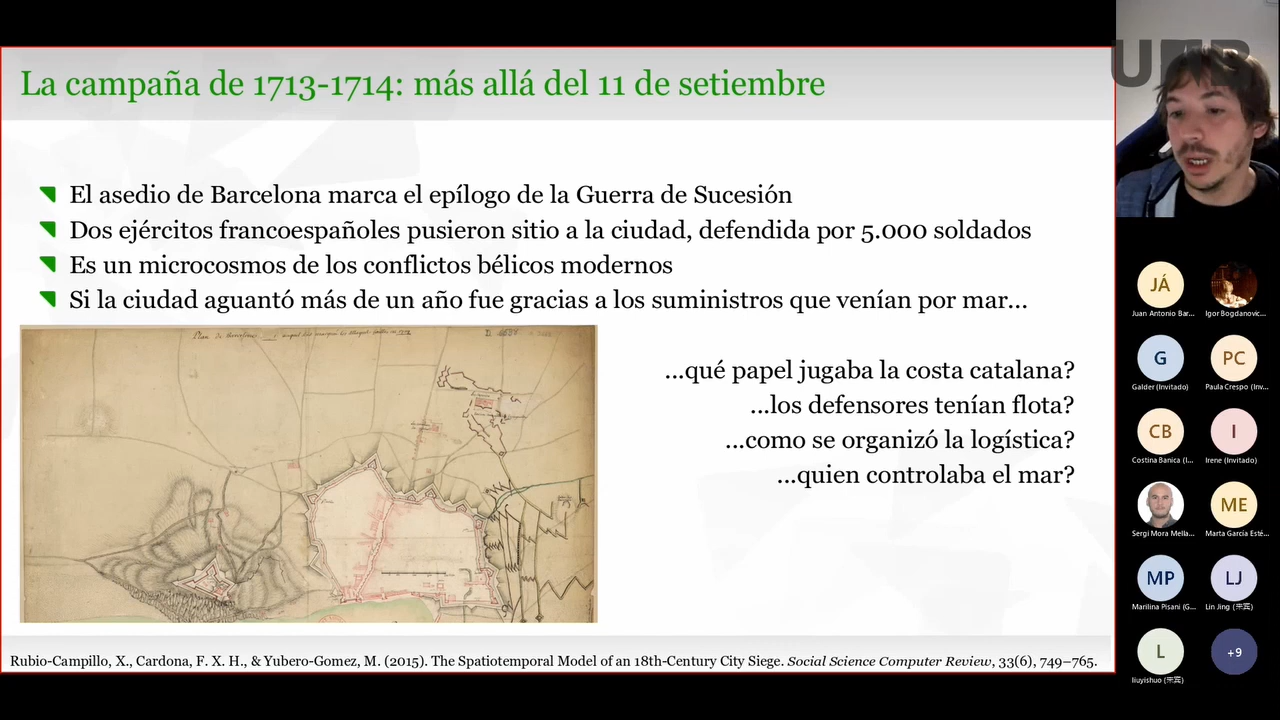 La campaña de 1713-1714: más allá del 11 de setiembre
El asedio de Barcelona marca el epílogo de la Guerra de Sucesión
Dos ejércitos francoespañoles pusieron sitio a la ciudad, defendida por 5.000 soldados
Es un microcosmos de los conflictos bélicos modernos
Si la ciudad aguantó más de un año fue gracias a los suministros que venían por mar...
...qué papel jugaba la costa catalana?
...los defensores tenían flota?
...como se organizó la logística?
...quien controlaba el mar?
Rubio-Campillo, X., Cardona, F. X. H., & Yubero-Gomez, M. (2015). The Spatiotemporal Model of an 18th-Century City Siege. Social Science Computer Review, 33(6), 749–765.
JÁ
Juan Antonio Bar...
Igor Bogdanovic...
G
Galder (Invitado)
PC
Paula Crespo (Inv...
CB
Costina Banica (I...
I
Irene (Invitado)
Sergi Mora Mella...
ME
Marta Garcia Esté...
MP
Marilina Pisani (G...
LJ
Lin Jing (来宾)
L
liuyishuo (来宾)
+9